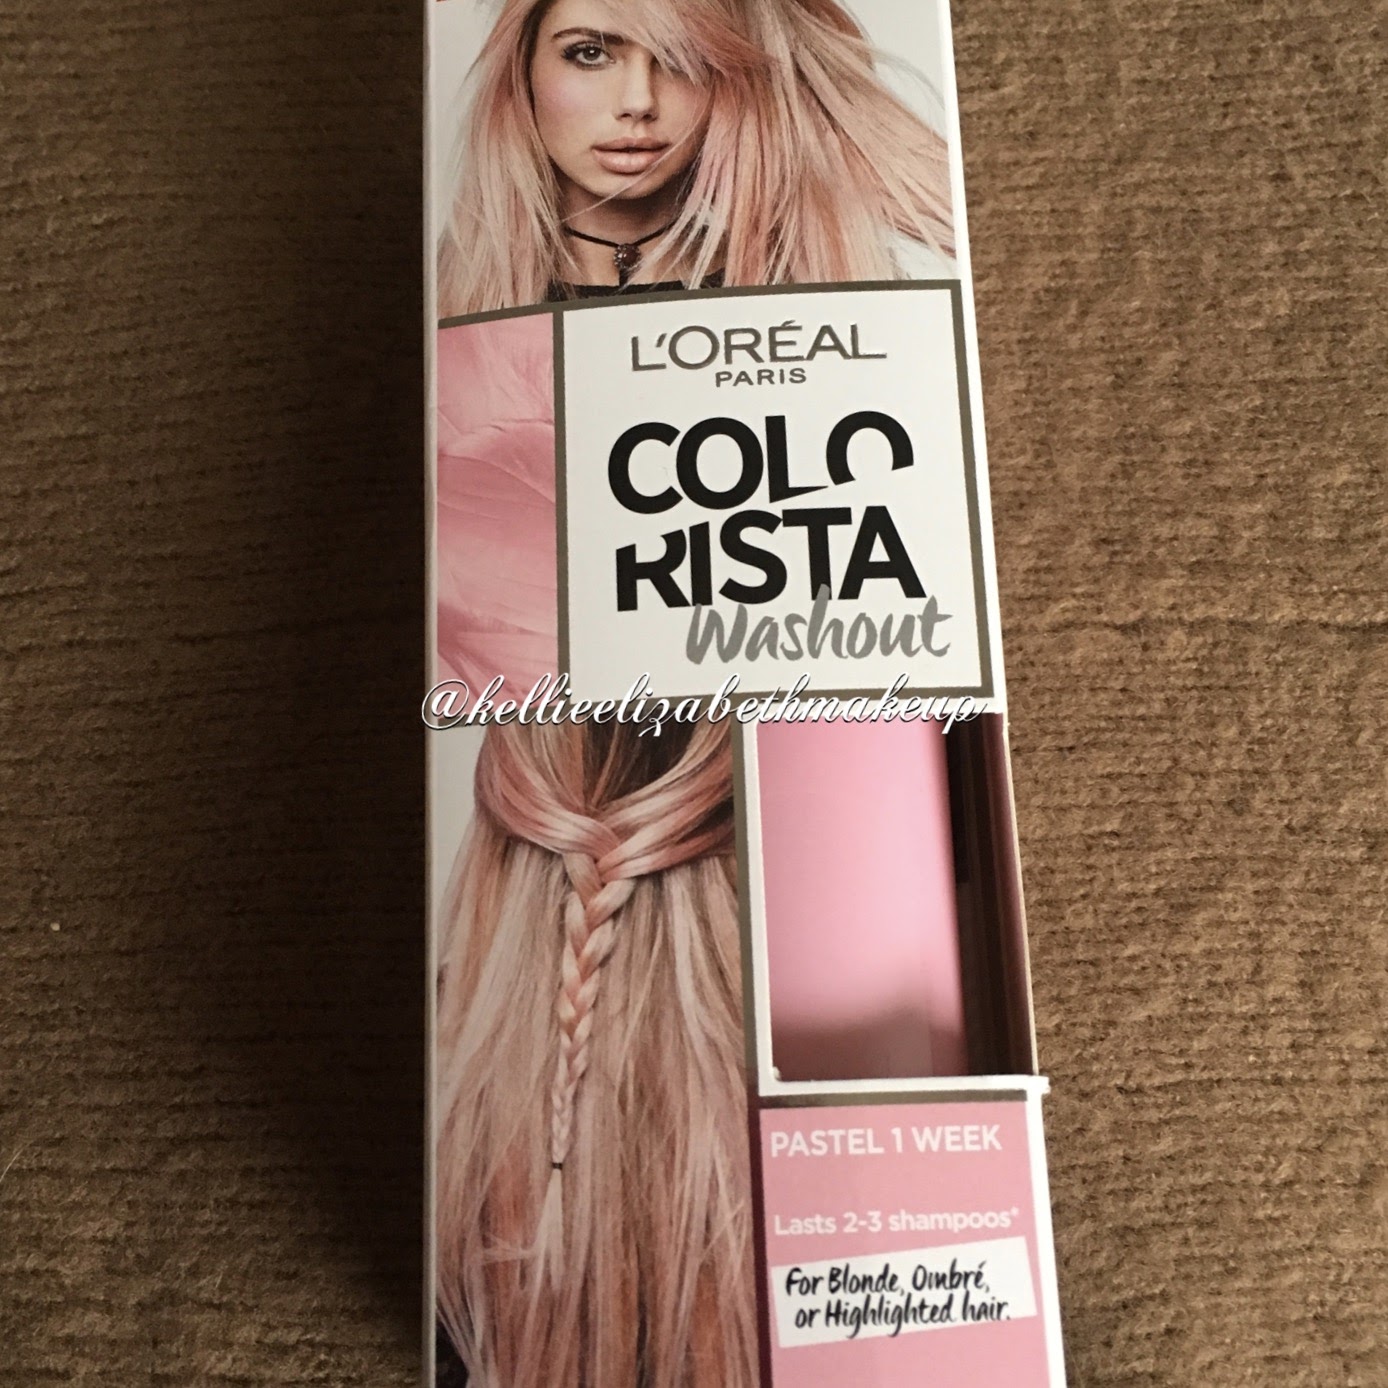 L'ORÉAL
PARIS
COLO
RISTA
Washout
@kellieelizabethmakeup
PASTEL 1 WEEK
Lasts 2-3 shampoos*
For Blonde, Ombré,
or Highlighted hair.